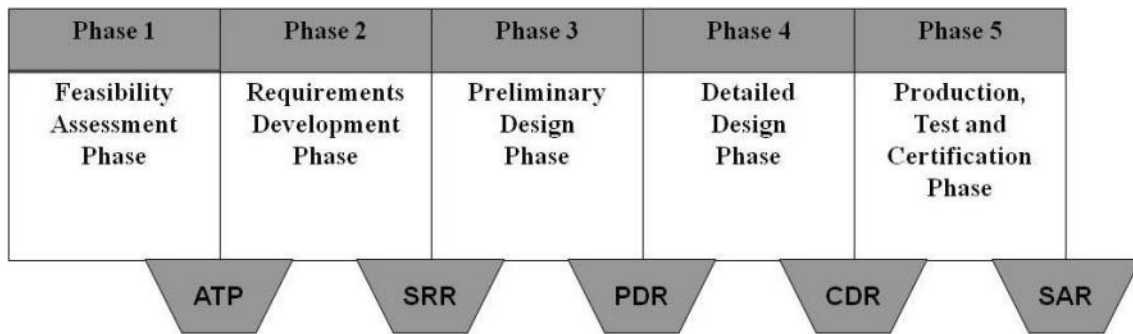 Phase 1
Phase 2
Phase 3
Phase 4
Phase 5
Feasibility
Assessment
Phase
Requirements
Development
Phase
Preliminary
Design
Phase
Detailed
Design
Phase
Production,
Test and
Certification
Phase
ATP
SRR
PDR
CDR
SAR